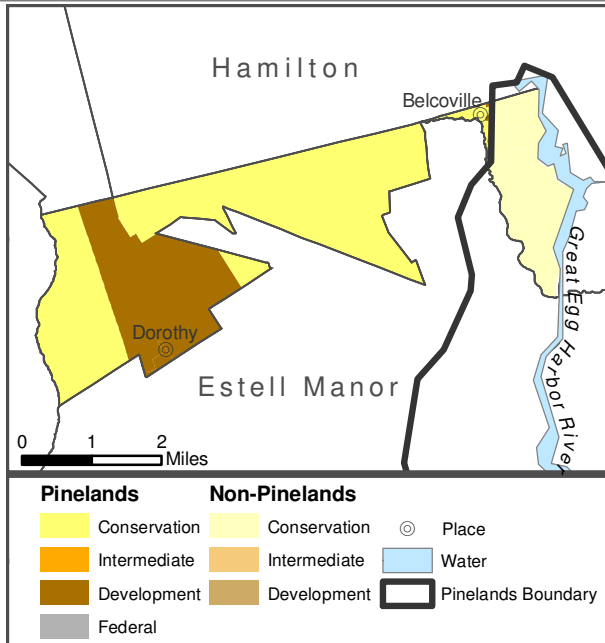 Hamilton
Belcoville
Great Egg Harbor River
Dorothy
Estell Manor
0 1 2
Miles
Pinelands Non-Pinelands
Conservation Conservation Place
Intermediate Intermediate Water
Development Development Pinelands Boundary
Federal